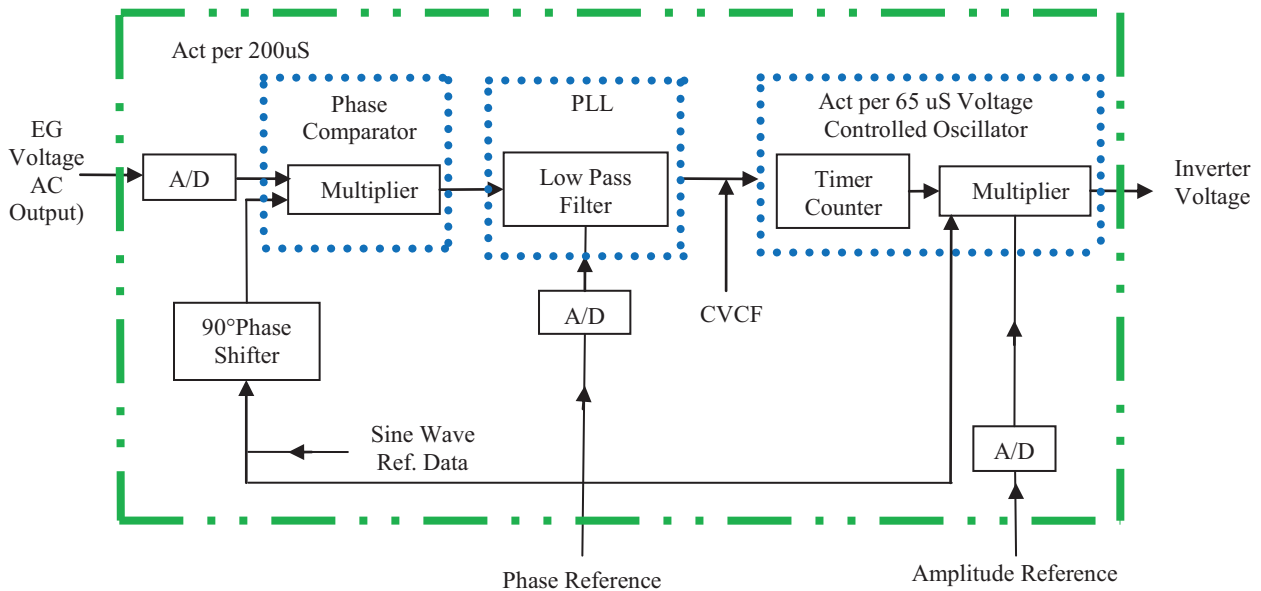 Act per 200uS
Phase
Comparator
PLL
Act per 65 uS Voltage
Controlled Oscillator
EG
Voltage
AC
Output)
A/D
Multiplier
Low Pass
Filter
Timer
Counter
Multiplier
Inverter
Voltage
90°Phase
Shifter
A/D
CVCF
Sine Wave
Ref. Data
A/D
Phase Reference
Amplitude Reference